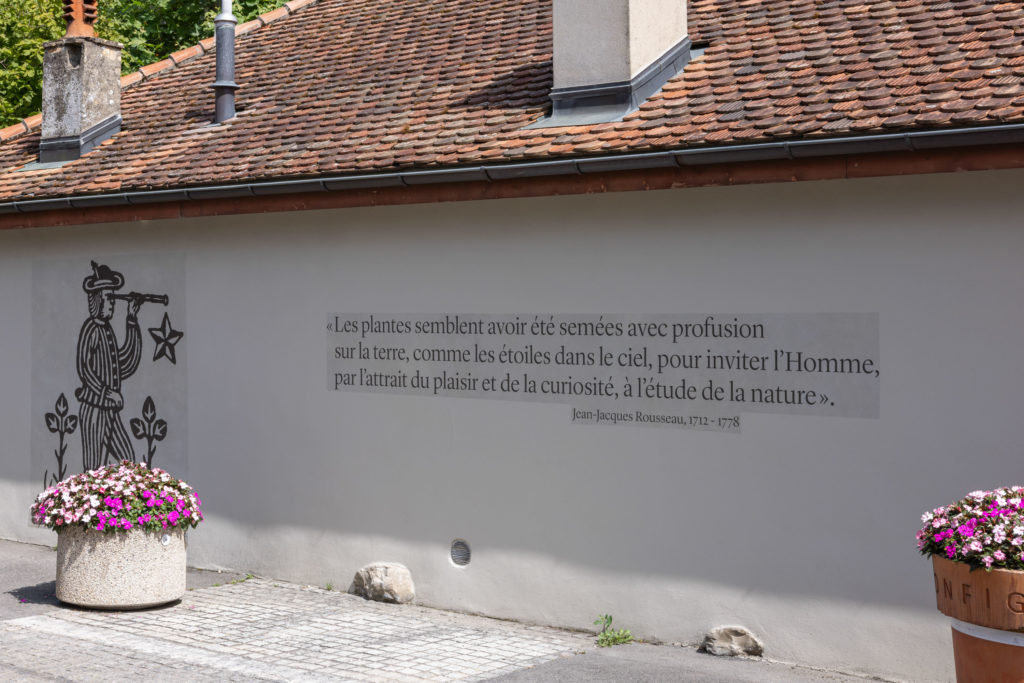 «Les plantes semblent avoir été semées avec profusion
sur la terre, comme les étoiles dans le ciel, pour inviter l'Homme,
par l'attrait du plaisir et de la curiosité, à l'étude de la nature».
Jean-Jacques Rousseau, 1712 - 1778
ONFIG